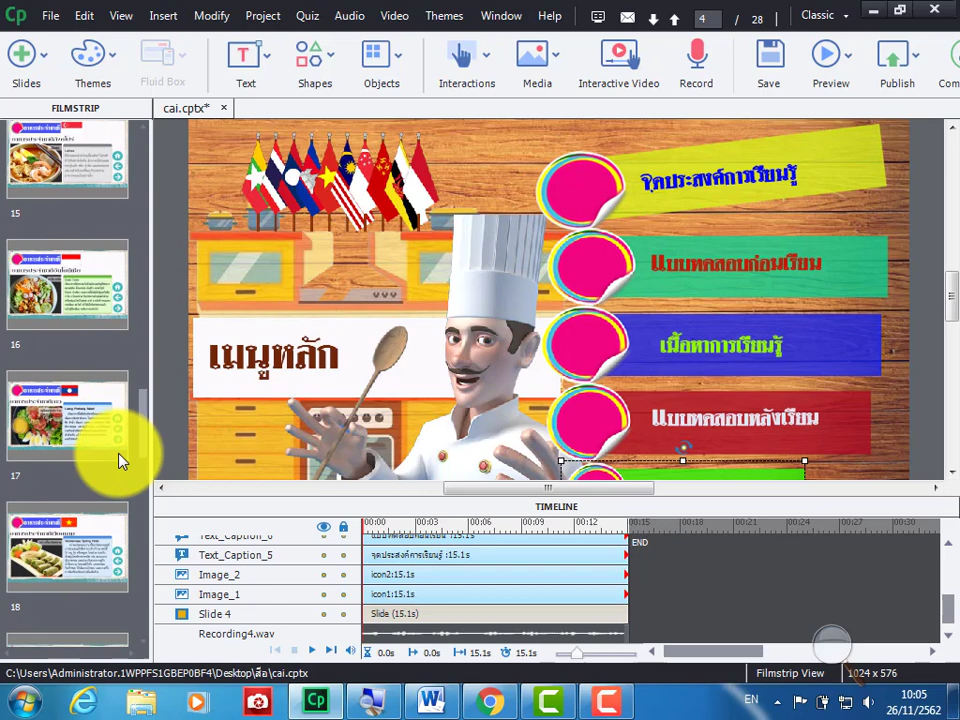 Cp File Edit View Insert Modify Project Quiz Audio Video Themes Window Help 4 / 28 Classic
Slides Themes Fluid Box Text Shapes Objects Interactions Media Interactive Video Record Save Preview Publish
FILMSTRIP
cai.cptx*
15
16
17
18
จุดประสงค์การเรียนรู้
แบบทดสอบก่อนเรียน
เนื้อหาการเรียนรู้
เมนูหลัก
แบบทดสอบหลังเรียน
TIMELINE
00:00 00:03 00:06 00:09 00:12 00:15 00:18 00:21 00:24 00:27 00:30
END
Text_Caption_5 จุดประสงค์การเรียนรู้ :15.1s
Image_2 icon2:15.1s
Image_1 icon1:15.1s
Slide 4 Slide (15.1s)
Recording4.wav
0.0s 0.0s 15.1s 15.1s
C:\Users\Administrator.1WPPFS1GBEP0BF4\Desktop\สื่อ\cai.cptx Filmstrip View 1024 x 576
EN 10:05
26/11/2562